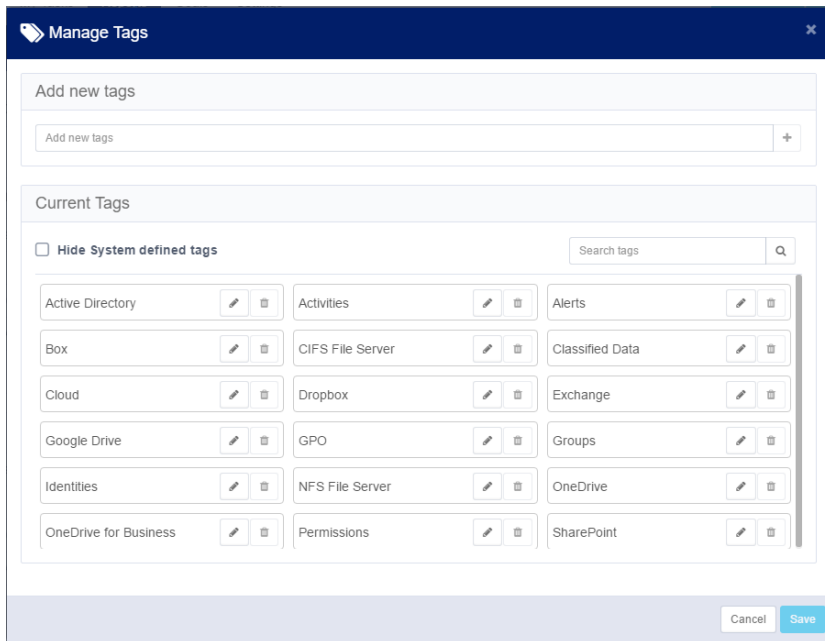 Manage Tags
Add new tags
Add new tags
Current Tags
Hide System defined tags
Search tags
Active Directory Activities Alerts
Box CIFS File Server Classified Data
Cloud Dropbox Exchange
Google Drive GPO Groups
Identities NFS File Server OneDrive
OneDrive for Business Permissions SharePoint
Cancel Save